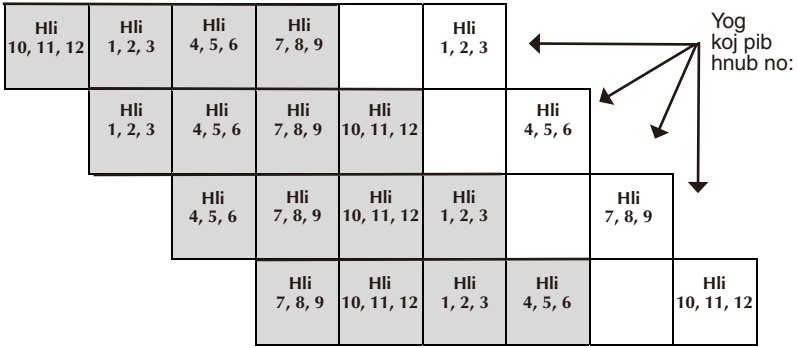 Hli
10, 11, 12
Hli
1, 2, 3
Hli
4, 5, 6
Hli
7, 8, 9
Hli
1, 2, 3
Yog
koj pib
hnub no:
Hli
1, 2, 3
Hli
4, 5, 6
Hli
7, 8, 9
Hli
10, 11, 12
Hli
4, 5, 6
Hli
4, 5, 6
Hli
7, 8, 9
Hli
10, 11, 12
Hli
1, 2, 3
Hli
7, 8, 9
Hli
7, 8, 9
Hli
10, 11, 12
Hli
1, 2, 3
Hli
4, 5, 6
Hli
10, 11, 12